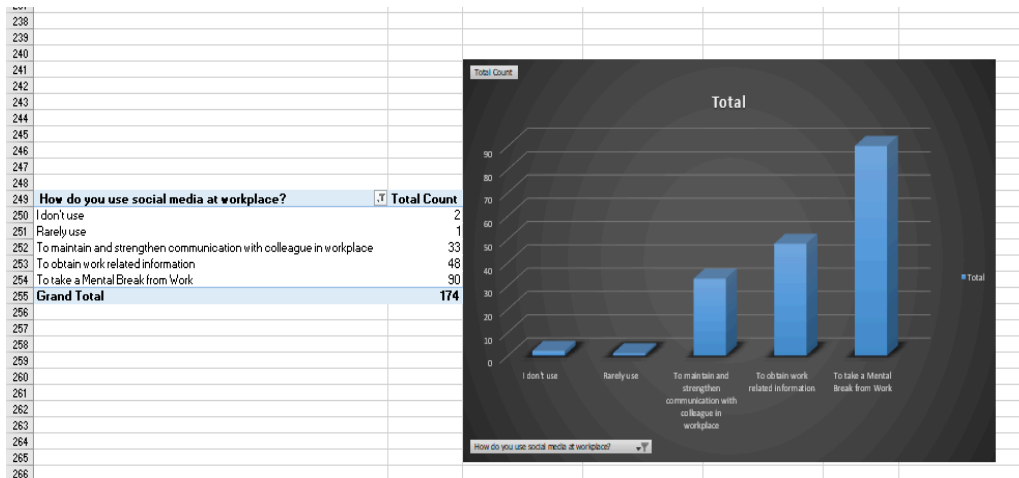 237
238
239
240
241
242
243
244
245
246
247
248
249 How do you use social media at workplace? Total Count
250 I don't use 2
251 Rarely use 1
252 To maintain and strengthen communication with colleague in workplace 33
253 To obtain work related information 48
254 To take a Mental Break from Work 90
255 Grand Total 174
256
257
258
259
260
261
262
263
264
265
266
Total Count
Total
90
80
70
60
50
40
30
20
10
0
I don't use
Rarely use
To maintain and
strengthen
communication with
colleague in
workplace
To obtain work
related information
To take a Mental
Break from Work
Total
How do you use social media at workplace?